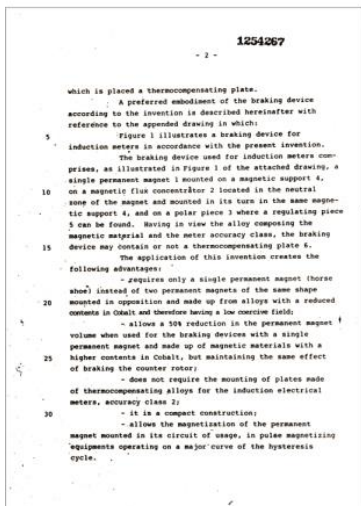 1254267
- 2 -
which is placed a thermocompensating plate.
A preferred embodiment of the braking device
according to the invention is described hereinafter with
reference to the appended drawing in which:
5 Figure 1 illustrates a braking device for
induction meters in accordance with the present invention.
The braking device used for induction meters com-
prises, as illustrated in Figure 1 of the attached drawing, a
single permanent magnet 1 mounted on a magnetic support 4,
10 on a magnetic flux concentrator 2 located in the neutral
zone of the magnet and mounted in its turn in the same magne-
tic support 4, and on a polar piece 3 where a regulating piece
5 can be found. Having in view the alloy composing the
magnetic material and the meter accuracy class, the braking
15 device may contain or not a thermocompensating plate 6.
The application of this invention creates the
following advantages:
- requires only a single permanent magnet (horse
shoe) instead of two permanent magnets of the same shape
20 mounted in opposition and made up from alloys with a reduced
contents in Cobalt and therefore having a low coercive field;
- allows a 50% reduction in the permanent magnet
volume when used for the braking devices with a single
permanent magnet and made up of magnetic materials with a
25 higher contents in Cobalt, but maintaining the same effect
of braking the counter rotor;
- does not require the mounting of plates made
of thermocompensating alloys for the induction electrical
meters, accuracy class 2;
30 - it is a compact construction;
- allows the magnetization of the permanent
magnet mounted in its circuit of usage, in pulse magnetizing
equipments operating on a major curve of the hysteresis
cycle.